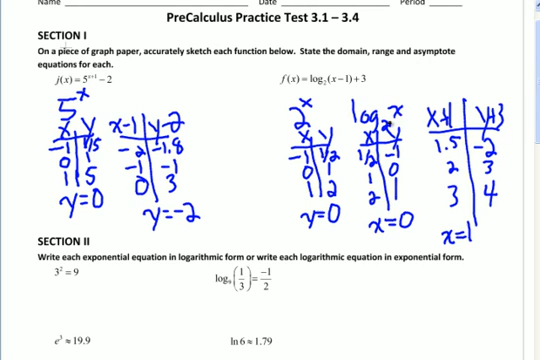 Name Date Period
PreCalculus Practice Test 3.1 – 3.4
SECTION I
On a piece of graph paper, accurately sketch each function below. State the domain, range and asymptote
equations for each.
j(x) = 5^(x+1) − 2 f(x) = log₂(x − 1) + 3
5^x 2^x log₂x
x y x-1 y-2 x y x y x+1 y+3
-1 1/5 -2 -1.8 -1 1/2 1/2 -1 1.5 -2
0 1 -1 -1 0 1 1 0 2 3
1 5 0 3 1 2 2 1 3 4
y=0 y=-2 y=0 x=0 x=1
SECTION II
Write each exponential equation in logarithmic form or write each logarithmic equation in exponential form.
3² = 9 log₉(1/3) = -1/2
e³ ≈ 19.9 ln 6 ≈ 1.79